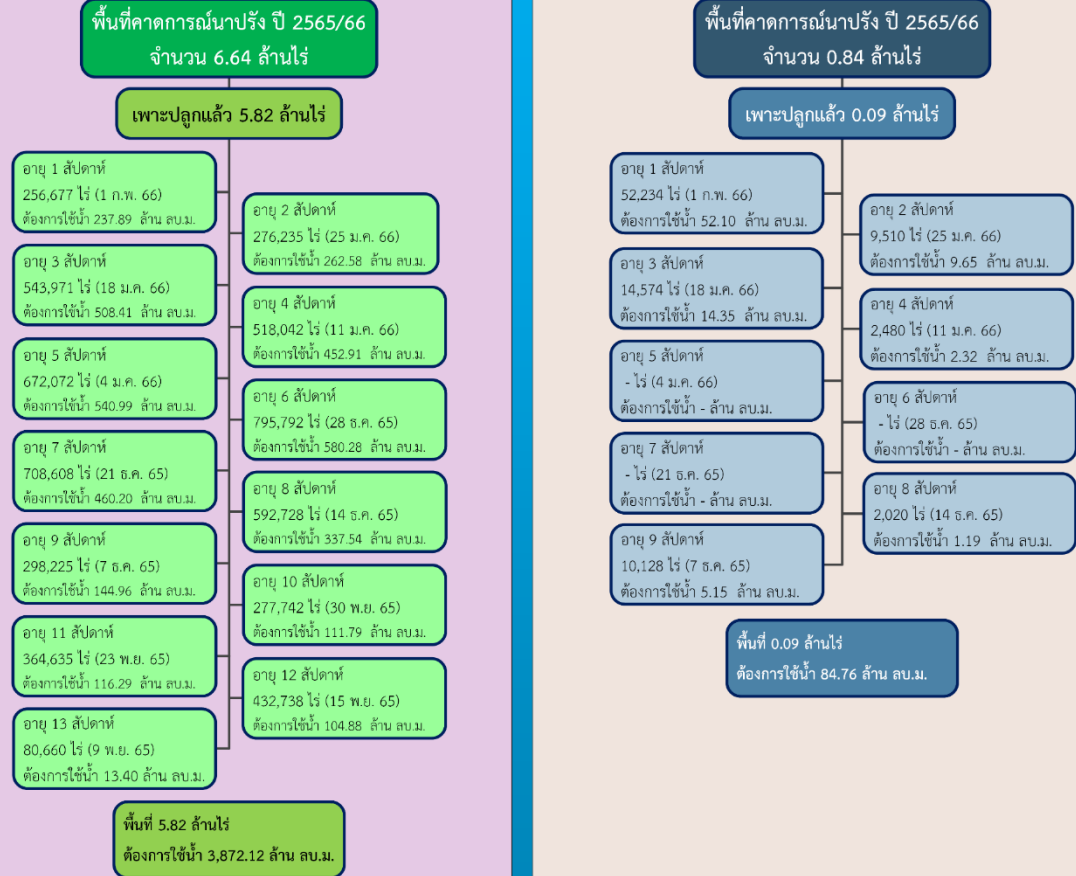 พื้นที่คาดการณ์นาปรัง ปี 2565/66
จำนวน 6.64 ล้านไร่
เพาะปลูกแล้ว 5.82 ล้านไร่
อายุ 1 สัปดาห์
256,677 ไร่ (1 ก.พ. 66)
ต้องการใช้น้ำ 237.89 ล้าน ลบ.ม.
อายุ 2 สัปดาห์
276,235 ไร่ (25 ม.ค. 66)
ต้องการใช้น้ำ 262.58 ล้าน ลบ.ม.
อายุ 3 สัปดาห์
543,971 ไร่ (18 ม.ค. 66)
ต้องการใช้น้ำ 508.41 ล้าน ลบ.ม.
อายุ 4 สัปดาห์
518,042 ไร่ (11 ม.ค. 66)
ต้องการใช้น้ำ 452.91 ล้าน ลบ.ม.
อายุ 5 สัปดาห์
672,072 ไร่ (4 ม.ค. 66)
ต้องการใช้น้ำ 540.99 ล้าน ลบ.ม.
อายุ 6 สัปดาห์
795,792 ไร่ (28 ธ.ค. 65)
ต้องการใช้น้ำ 580.28 ล้าน ลบ.ม.
อายุ 7 สัปดาห์
708,608 ไร่ (21 ธ.ค. 65)
ต้องการใช้น้ำ 460.20 ล้าน ลบ.ม.
อายุ 8 สัปดาห์
592,728 ไร่ (14 ธ.ค. 65)
ต้องการใช้น้ำ 337.54 ล้าน ลบ.ม.
อายุ 9 สัปดาห์
298,225 ไร่ (7 ธ.ค. 65)
ต้องการใช้น้ำ 144.96 ล้าน ลบ.ม.
อายุ 10 สัปดาห์
277,742 ไร่ (30 พ.ย. 65)
ต้องการใช้น้ำ 111.79 ล้าน ลบ.ม.
อายุ 11 สัปดาห์
364,635 ไร่ (23 พ.ย. 65)
ต้องการใช้น้ำ 116.29 ล้าน ลบ.ม.
อายุ 12 สัปดาห์
432,738 ไร่ (15 พ.ย. 65)
ต้องการใช้น้ำ 104.88 ล้าน ลบ.ม.
อายุ 13 สัปดาห์
80,660 ไร่ (9 พ.ย. 65)
ต้องการใช้น้ำ 13.40 ล้าน ลบ.ม.
พื้นที่ 5.82 ล้านไร่
ต้องการใช้น้ำ 3,872.12 ล้าน ลบ.ม.
พื้นที่คาดการณ์นาปรัง ปี 2565/66
จำนวน 0.84 ล้านไร่
เพาะปลูกแล้ว 0.09 ล้านไร่
อายุ 1 สัปดาห์
52,234 ไร่ (1 ก.พ. 66)
ต้องการใช้น้ำ 52.10 ล้าน ลบ.ม.
อายุ 2 สัปดาห์
9,510 ไร่ (25 ม.ค. 66)
ต้องการใช้น้ำ 9.65 ล้าน ลบ.ม.
อายุ 3 สัปดาห์
14,574 ไร่ (18 ม.ค. 66)
ต้องการใช้น้ำ 14.35 ล้าน ลบ.ม.
อายุ 4 สัปดาห์
2,480 ไร่ (11 ม.ค. 66)
ต้องการใช้น้ำ 2.32 ล้าน ลบ.ม.
อายุ 5 สัปดาห์
- ไร่ (4 ม.ค. 66)
ต้องการใช้น้ำ - ล้าน ลบ.ม.
อายุ 6 สัปดาห์
- ไร่ (28 ธ.ค. 65)
ต้องการใช้น้ำ - ล้าน ลบ.ม.
อายุ 7 สัปดาห์
- ไร่ (21 ธ.ค. 65)
ต้องการใช้น้ำ - ล้าน ลบ.ม.
อายุ 8 สัปดาห์
2,020 ไร่ (14 ธ.ค. 65)
ต้องการใช้น้ำ 1.19 ล้าน ลบ.ม.
อายุ 9 สัปดาห์
10,128 ไร่ (7 ธ.ค. 65)
ต้องการใช้น้ำ 5.15 ล้าน ลบ.ม.
พื้นที่ 0.09 ล้านไร่
ต้องการใช้น้ำ 84.76 ล้าน ลบ.ม.